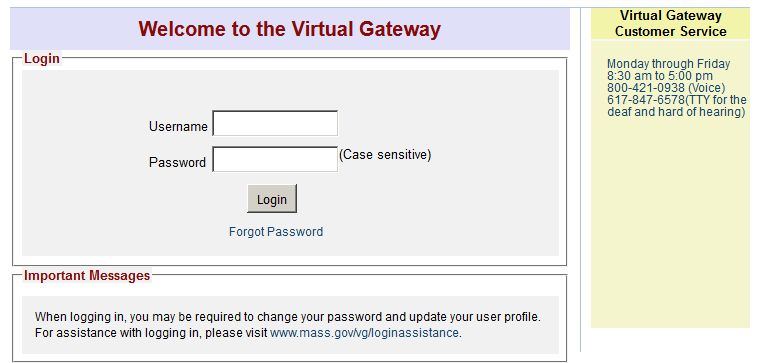 Welcome to the Virtual Gateway
Login
Username
Password (Case sensitive)
Login
Forgot Password
Important Messages
When logging in, you may be required to change your password and update your user profile.
For assistance with logging in, please visit www.mass.gov/vg/loginassistance.
Virtual Gateway
Customer Service
Monday through Friday
8:30 am to 5:00 pm
800-421-0938 (Voice)
617-847-6578(TTY for the
deaf and hard of hearing)